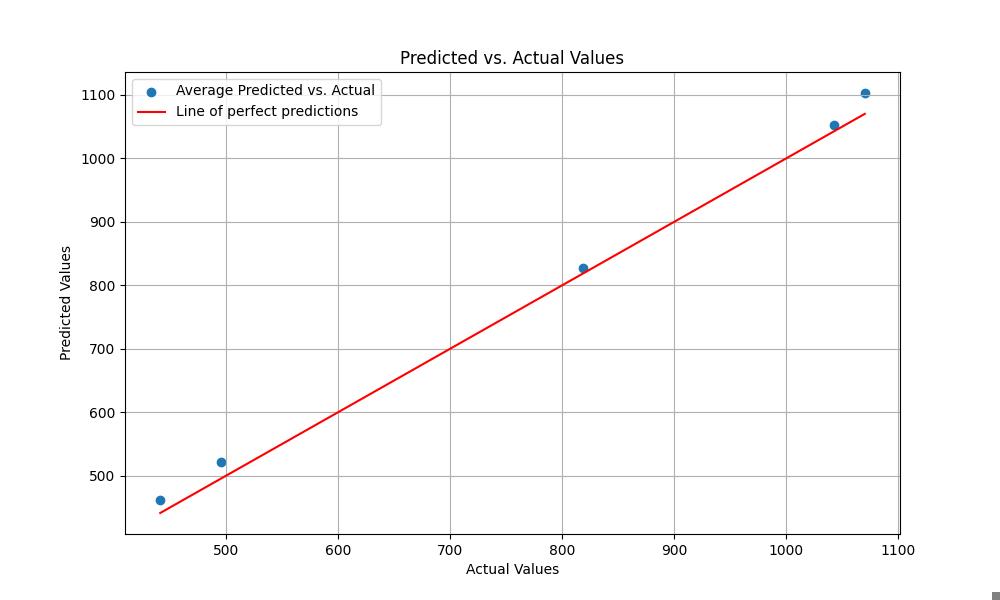 Predicted vs. Actual Values
Average Predicted vs. Actual
Line of perfect predictions
1100
1000
900
800
700
600
500
Predicted Values
500 600 700 800 900 1000 1100
Actual Values